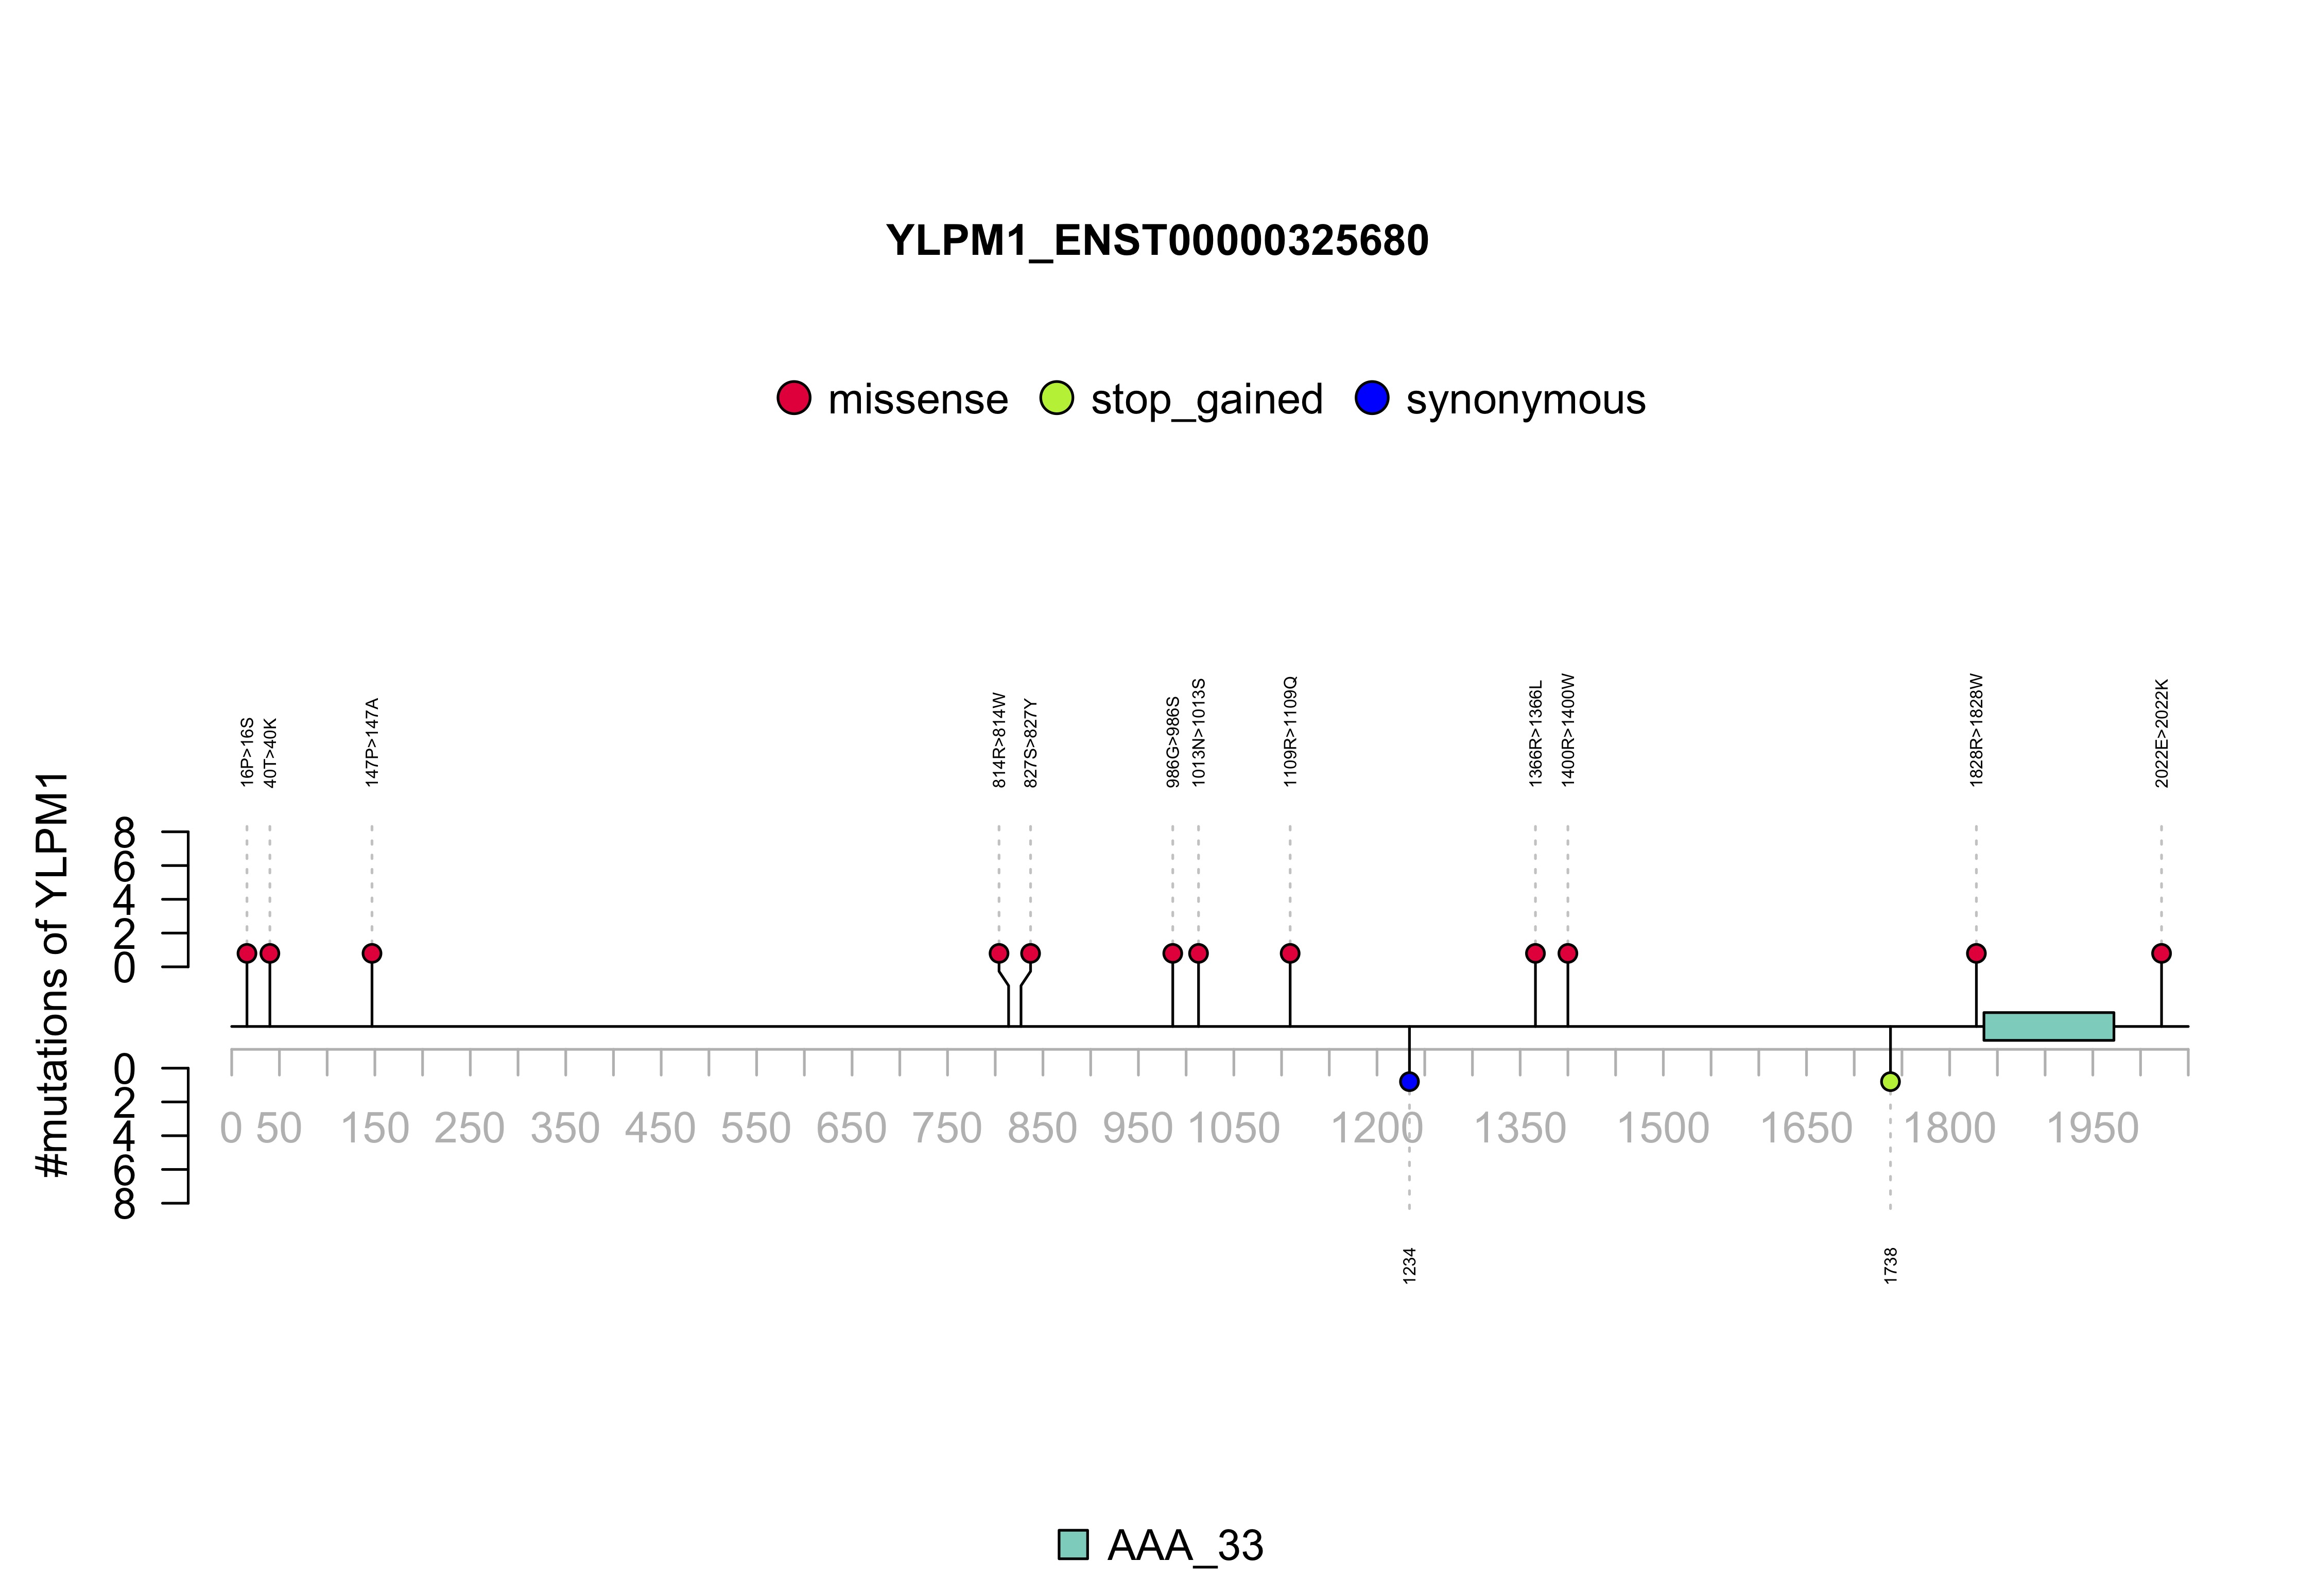 YLPM1_ENST00000325680
missense stop_gained synonymous
16P>16S
40T>40K
147P>147A
814R>814W
827S>827Y
986G>986S
1013N>1013S
1109R>1109Q
1366R>1366L
1400R>1400W
1828R>1828W
2022E>2022K
#mutations of YLPM1
8
6
4
2
0
0
2
4
6
8
0 50 150 250 350 450 550 650 750 850 950 1050 1200 1350 1500 1650 1800 1950
1234
1738
AAA_33